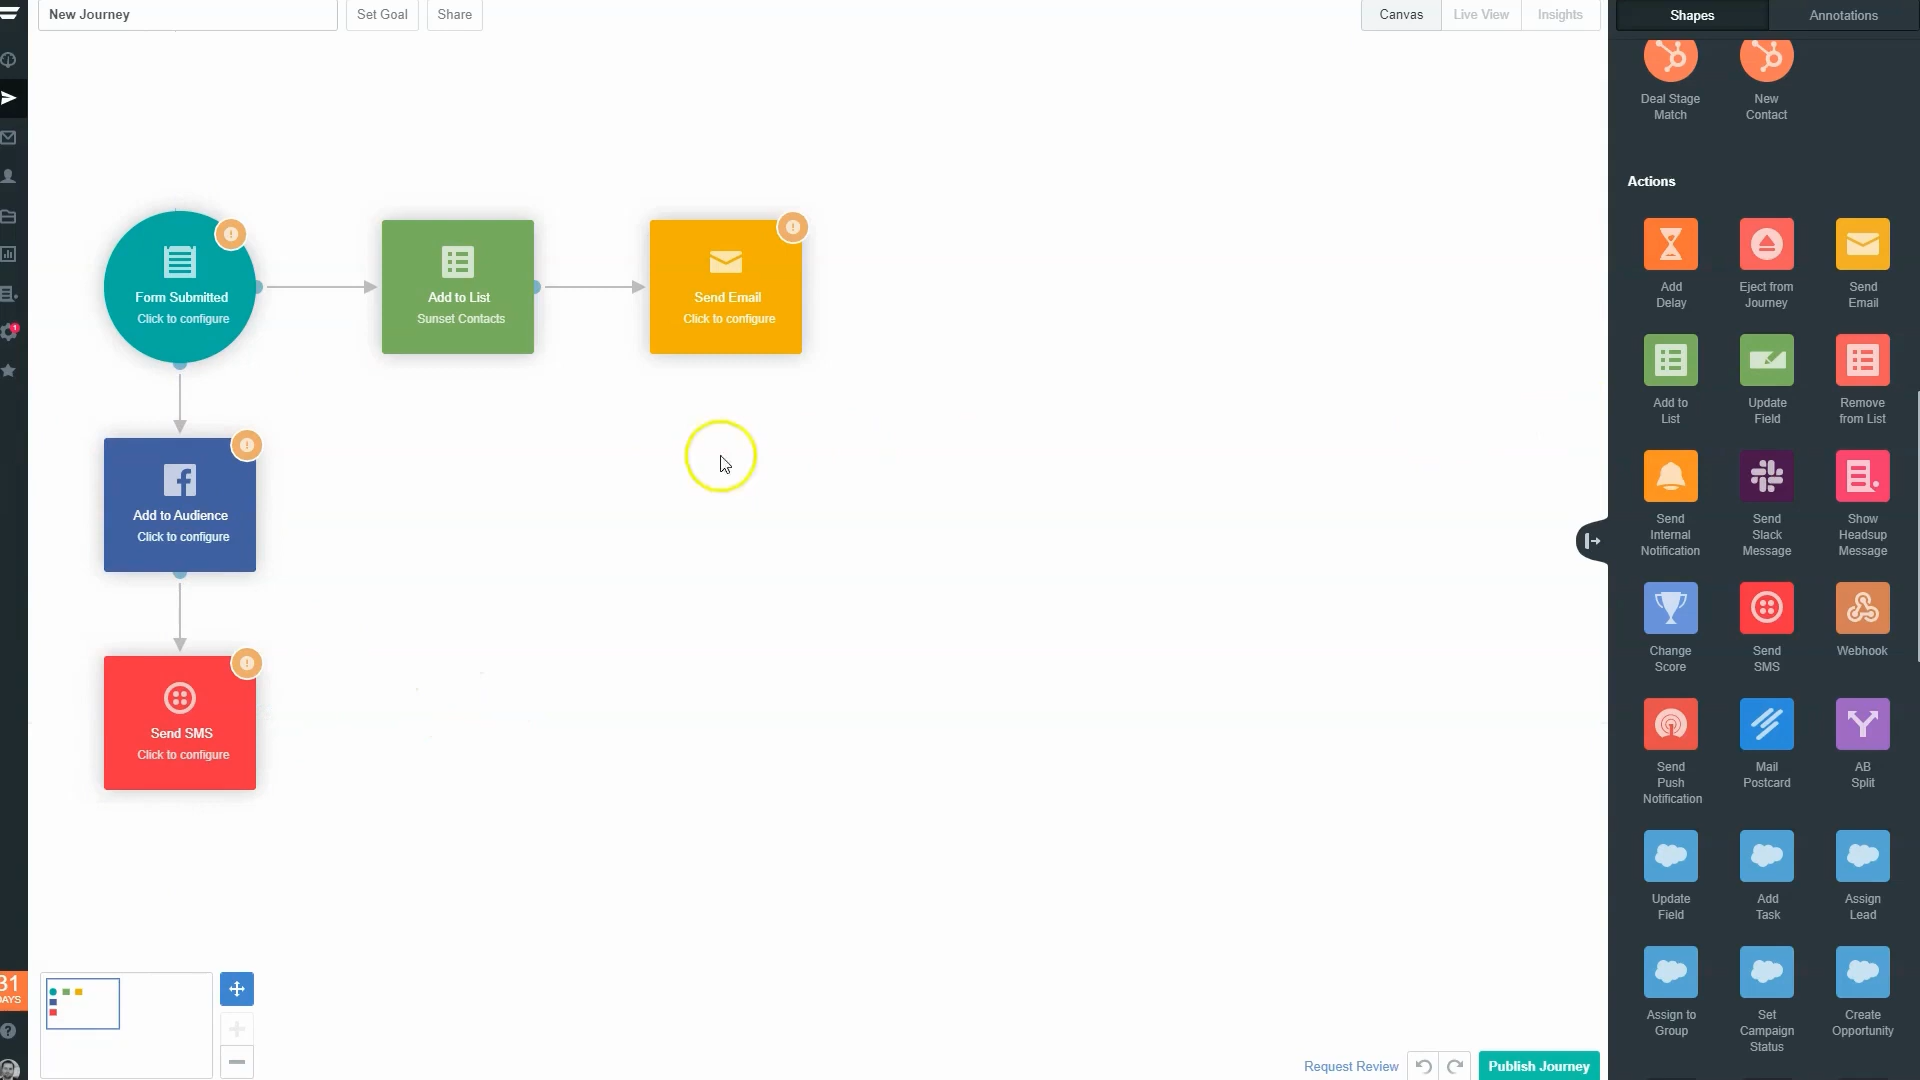 New Journey
Set Goal
Share
Canvas
Live View
Insights
Shapes
Annotations
Deal Stage
Match
New
Contact
Actions
Form Submitted
Click to configure
Add to List
Sunset Contacts
Send Email
Click to configure
Add
Delay
Eject from
Journey
Send
Email
Add to
List
Update
Field
Remove
from List
Add to Audience
Click to configure
Send
Internal
Notification
Send
Slack
Message
Show
Headsup
Message
Change
Score
Send
SMS
Webhook
Send SMS
Click to configure
Send
Push
Notification
Mail
Postcard
AB
Split
Update
Field
Add
Task
Assign
Lead
Assign to
Group
Set
Campaign
Status
Create
Opportunity
31
DAYS
Request Review
Publish Journey